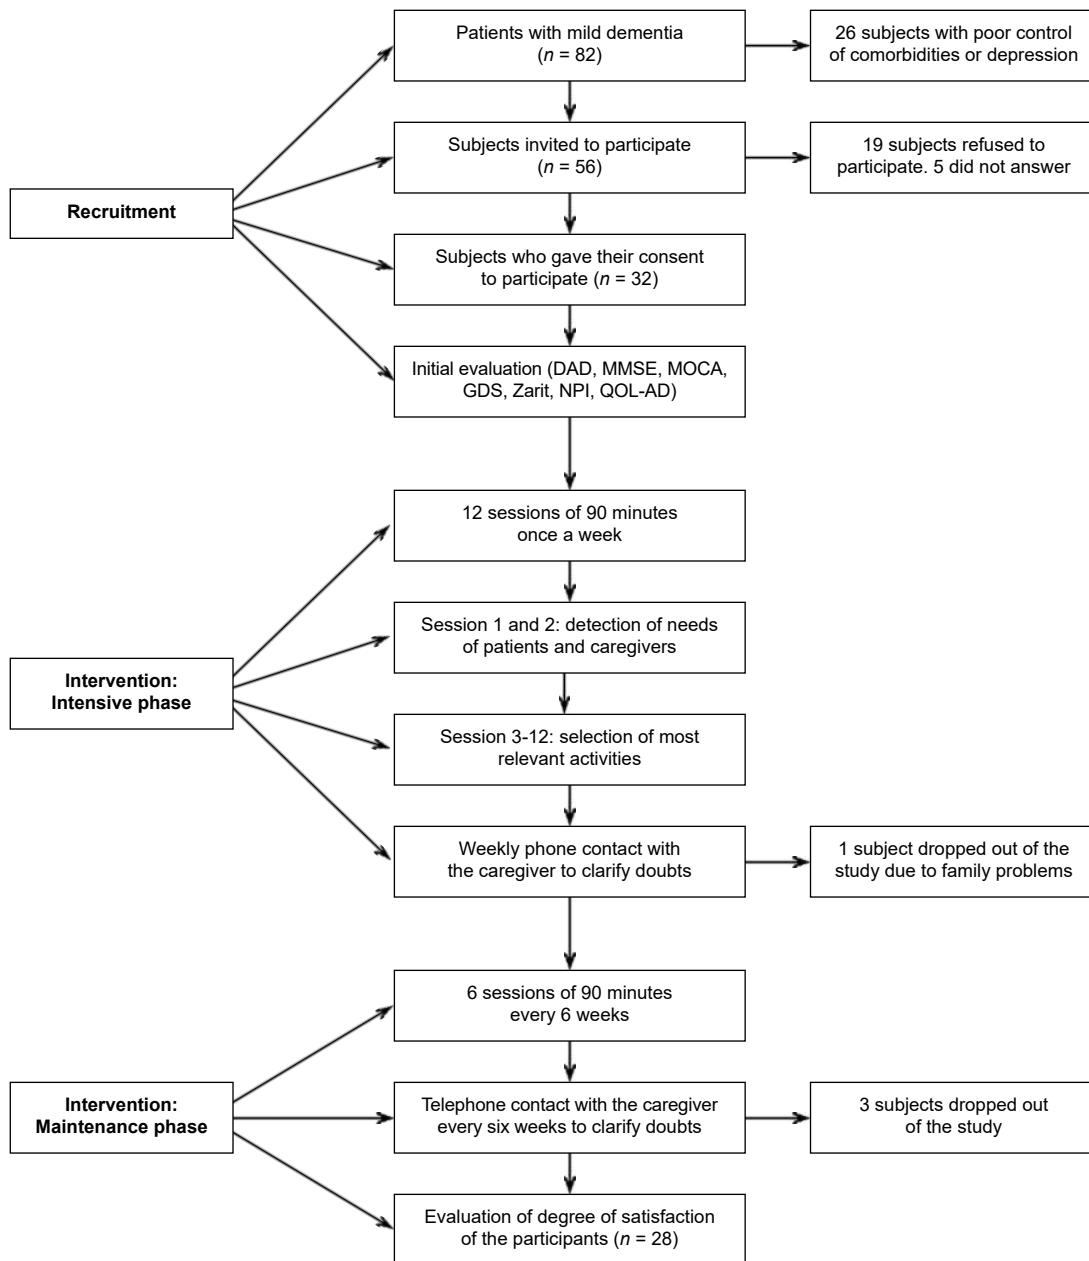 Patients with mild dementia
(n = 82)
26 subjects with poor control
of comorbidities or depression
Subjects invited to participate
(n = 56)
19 subjects refused to
participate. 5 did not answer
Recruitment
Subjects who gave their consent
to participate (n = 32)
Initial evaluation (DAD, MMSE, MOCA,
GDS, Zarit, NPI, QOL-AD)
12 sessions of 90 minutes
once a week
Session 1 and 2: detection of needs
of patients and caregivers
Intervention:
Intensive phase
Session 3-12: selection of most
relevant activities
Weekly phone contact with
the caregiver to clarify doubts
1 subject dropped out of the
study due to family problems
6 sessions of 90 minutes
every 6 weeks
Intervention:
Maintenance phase
Telephone contact with the caregiver
every six weeks to clarify doubts
3 subjects dropped out
of the study
Evaluation of degree of satisfaction
of the participants (n = 28)